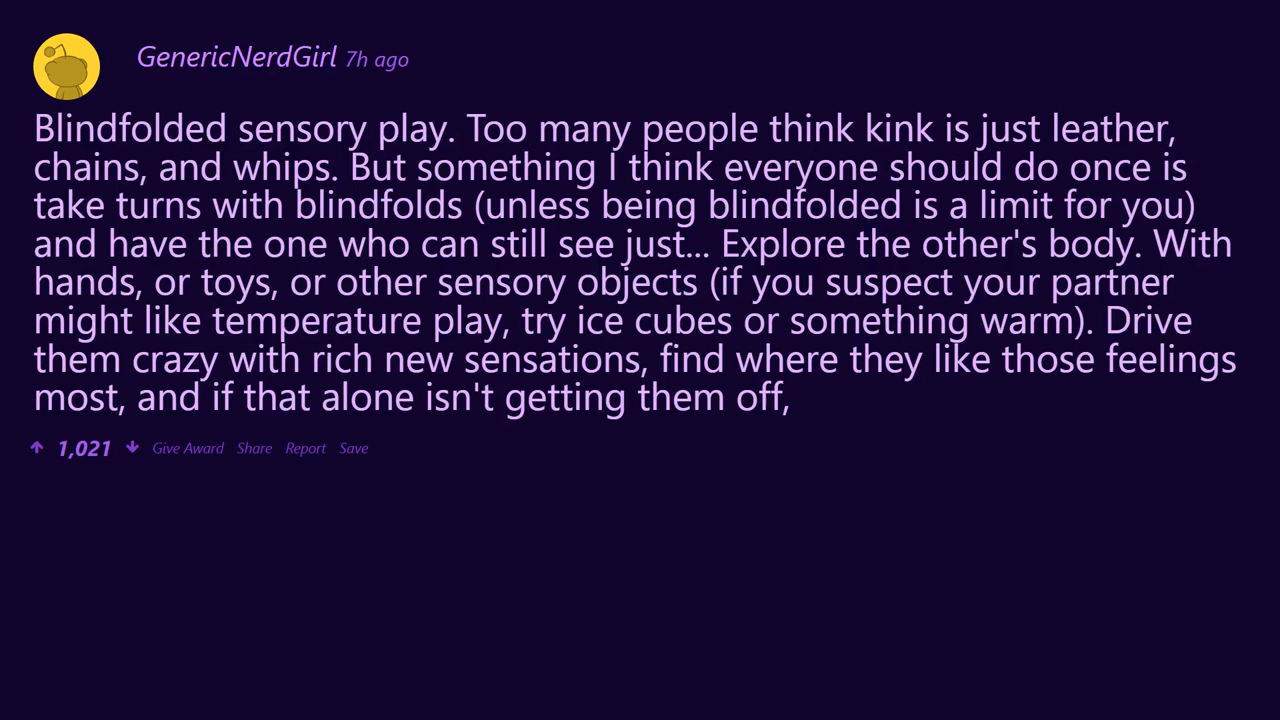 GenericNerdGirl 7h ago
Blindfolded sensory play. Too many people think kink is just leather,
chains, and whips. But something I think everyone should do once is
take turns with blindfolds (unless being blindfolded is a limit for you)
and have the one who can still see just... Explore the other's body. With
hands, or toys, or other sensory objects (if you suspect your partner
might like temperature play, try ice cubes or something warm). Drive
them crazy with rich new sensations, find where they like those feelings
most, and if that alone isn't getting them off,
1,021 Give Award Share Report Save